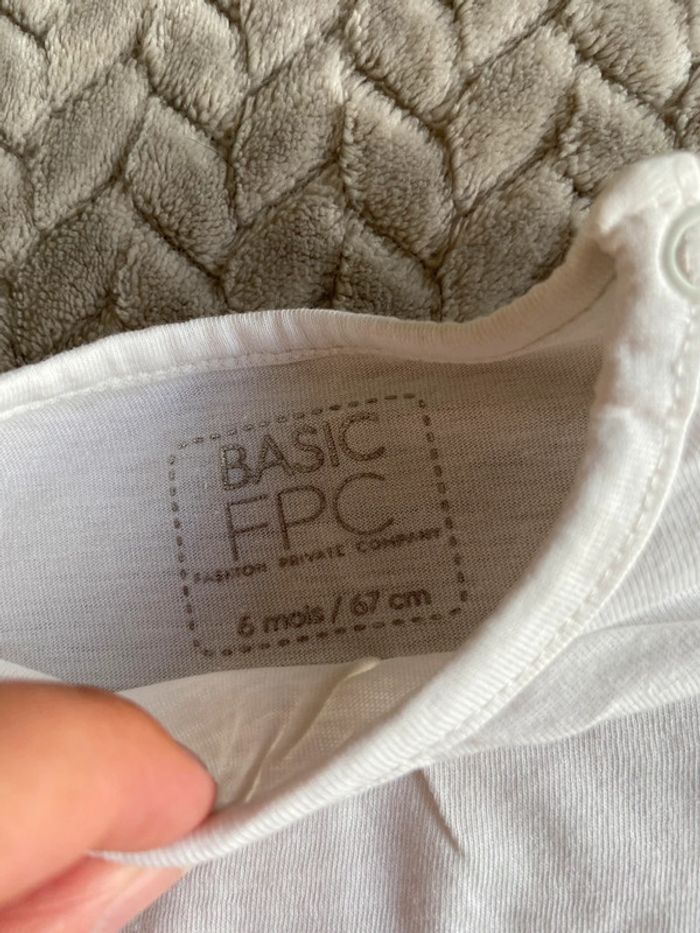 BASIC
FPC
FASHION PRIVATE COMPANY
6 mois / 67 cm